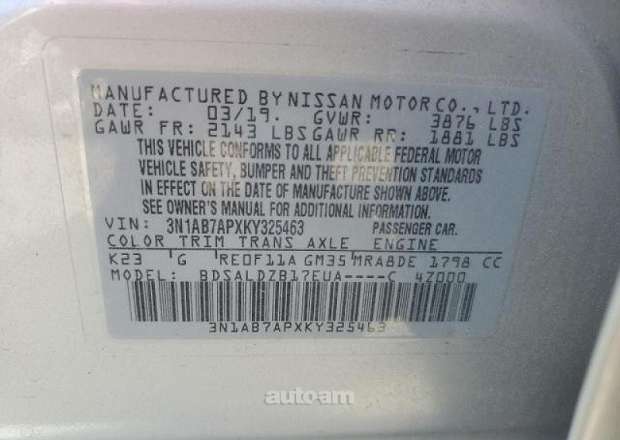 MANUFACTURED BY NISSAN MOTOR CO., LTD.
DATE: 03/19. GVWR: 3876 LBS
GAWR FR: 2143 LBS GAWR RR: 1881 LBS
THIS VEHICLE CONFORMS TO ALL APPLICABLE FEDERAL MOTOR
VEHICLE SAFETY, BUMPER AND THEFT PREVENTION STANDARDS
IN EFFECT ON THE DATE OF MANUFACTURE SHOWN ABOVE.
SEE OWNER'S MANUAL FOR ADDITIONAL INFORMATION.
VIN: 3N1AB7APXKY325463 PASSENGER CAR.
COLOR TRIM TRANS AXLE ENGINE
K23 G RE0F11A GM35 MRA8DE 1798 CC
BDSALDZB17EUA----C 4Z000
3N1AB7APXKY325463
auto.am